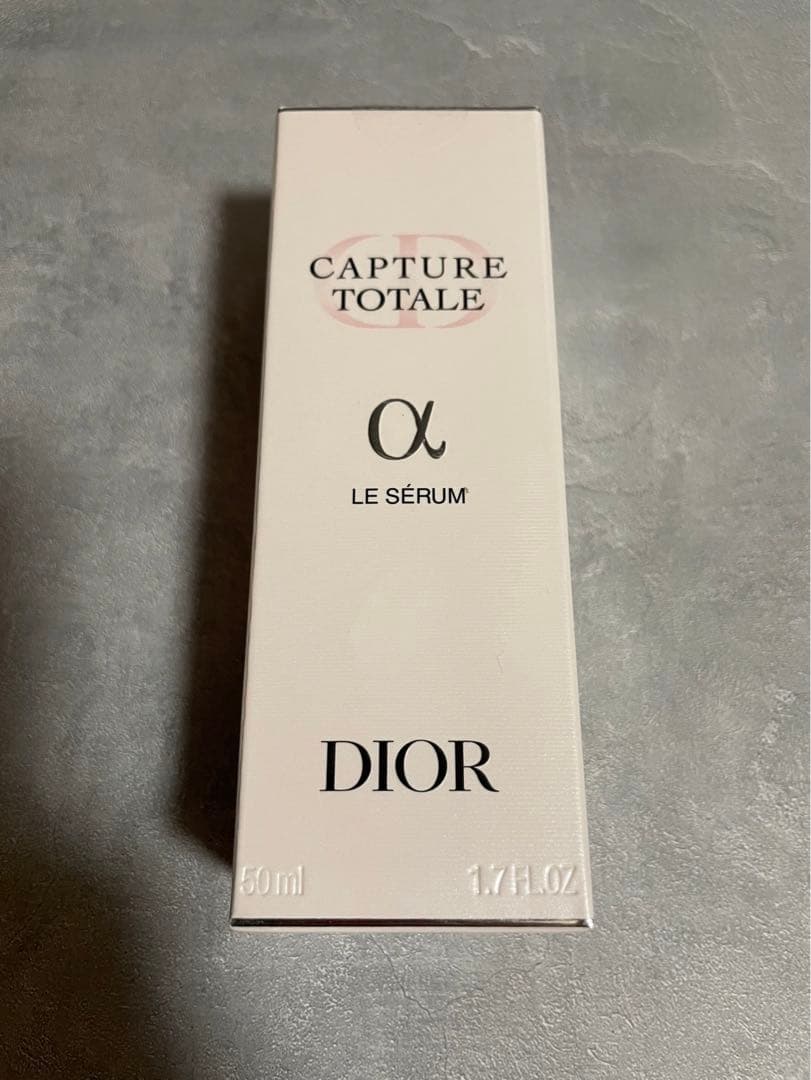 CAPTURE
TOTALE
α
LE SÉRUM
DIOR
50 ml 1.7 FL.OZ